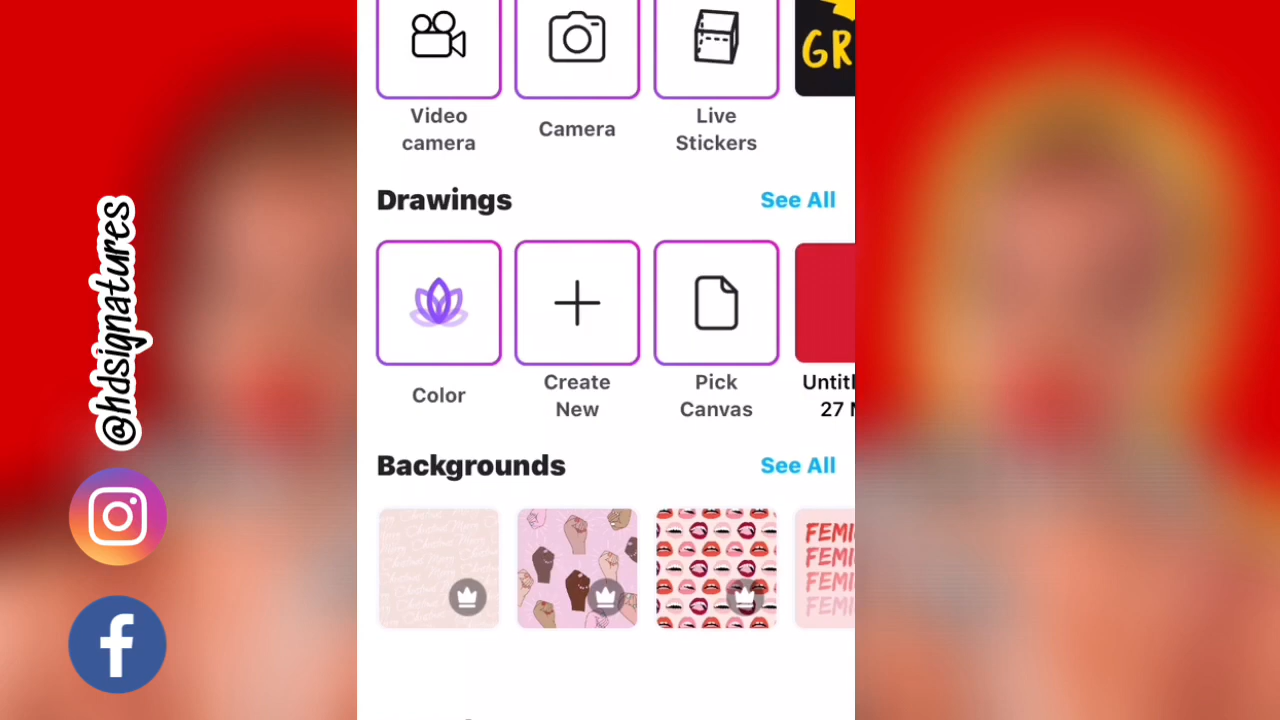 GR
Video
camera
Camera
Live
Stickers
Drawings
See All
Color
Create
New
Pick
Canvas
Untitl
27
Backgrounds
See All
FEMI
FEMI
FEMI
FEMI
@hdsignatures